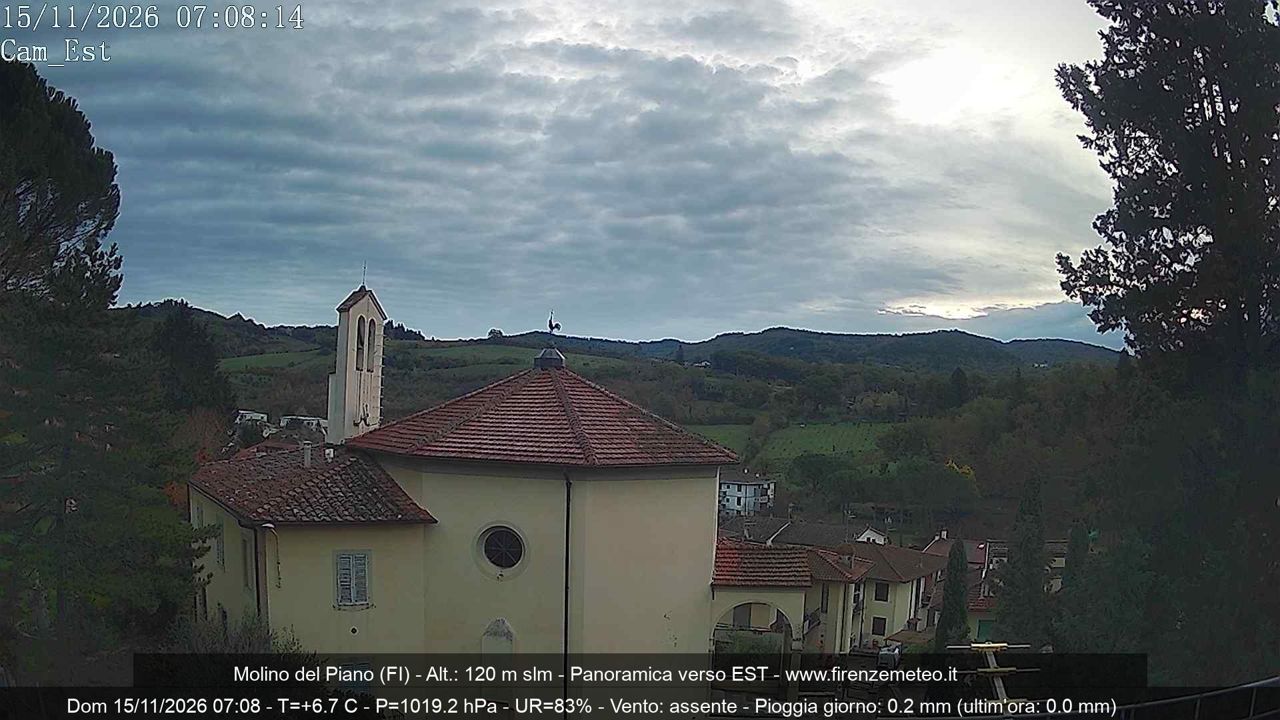 15/11/2026 07:08:14
Cam_Est
Molino del Piano (FI) - Alt.: 120 m slm - Panoramica verso EST - www.firenzemeteo.it
Dom 15/11/2026 07:08 - T=+6.7 C - P=1019.2 hPa - UR=83% - Vento: assente - Pioggia giorno: 0.2 mm (ultim'ora: 0.0 mm)